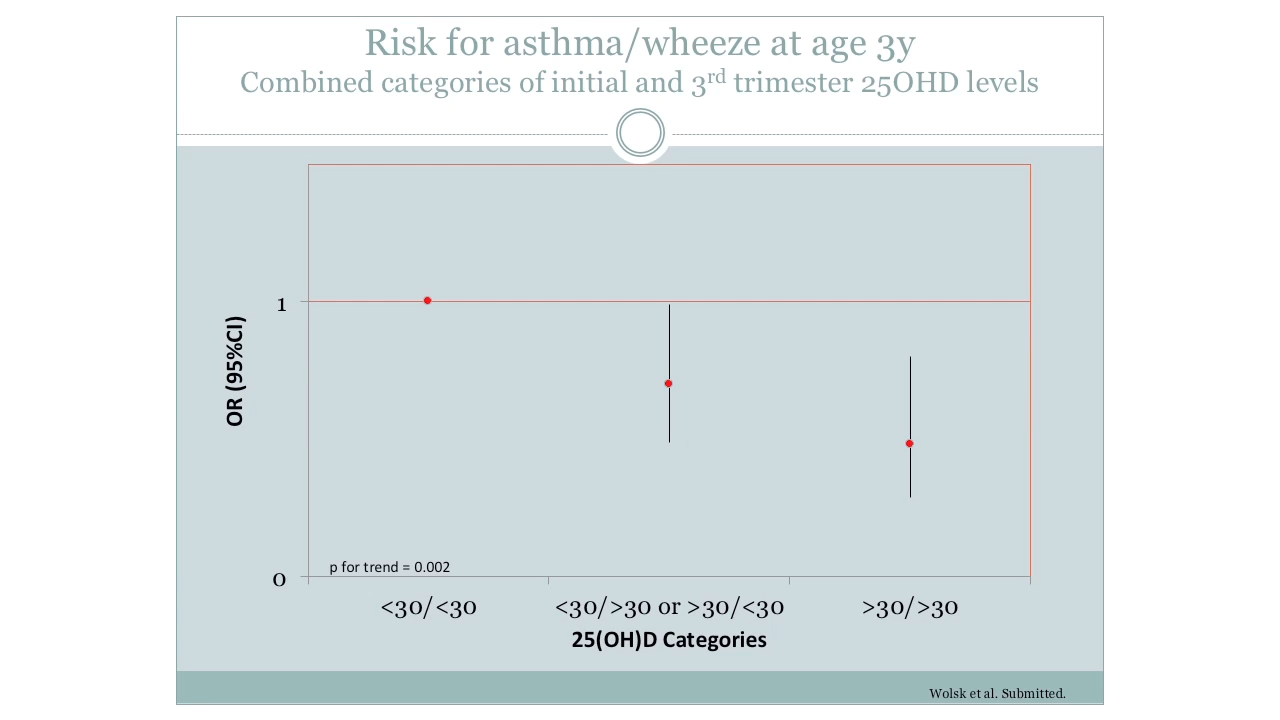 Risk for asthma/wheeze at age 3y
Combined categories of initial and 3rd trimester 25OHD levels
1
OR (95%CI)
p for trend = 0.002
0
<30/<30
<30/>30 or >30/<30
>30/>30
25(OH)D Categories
Wolsk et al. Submitted.